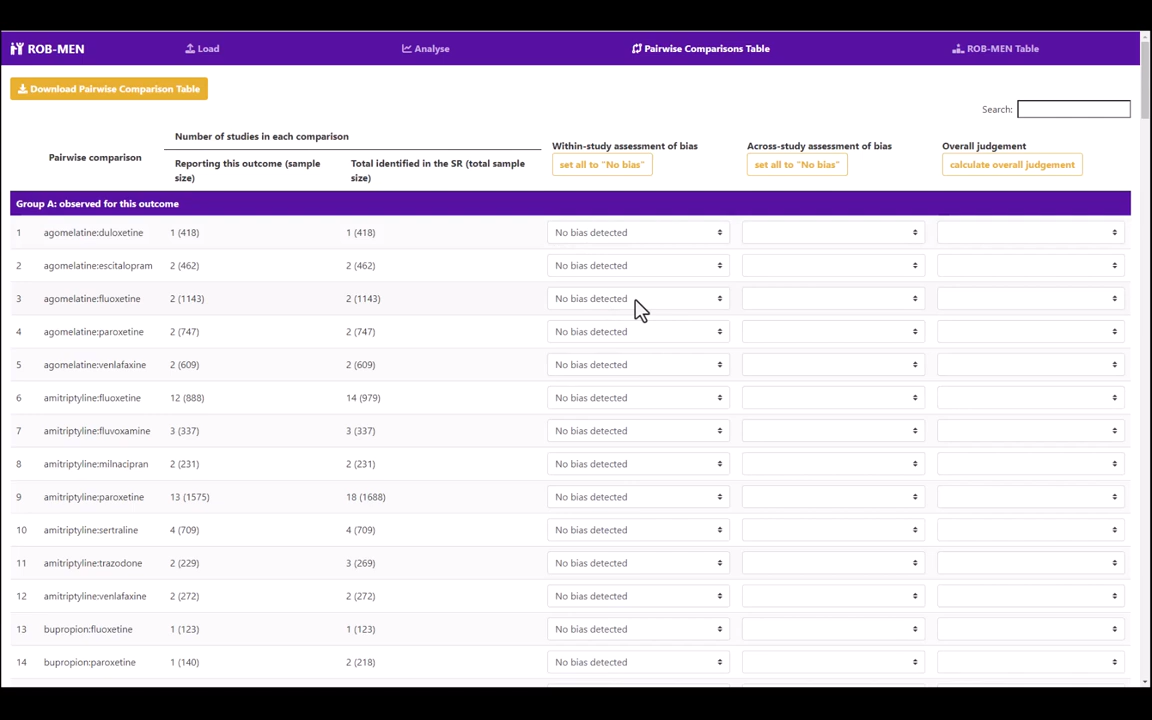 ROB-MEN
Load
Analyse
Pairwise Comparisons Table
ROB-MEN Table
Download Pairwise Comparison Table
Search:
Pairwise comparison
Number of studies in each comparison
Reporting this outcome (sample
size)
Total identified in the SR (total sample
size)
Within-study assessment of bias
set all to "No bias"
Across-study assessment of bias
set all to "No bias"
Overall judgement
calculate overall judgement
Group A: observed for this outcome
1 agomelatine:duloxetine 1 (418) 1 (418) No bias detected
2 agomelatine:escitalopram 2 (462) 2 (462) No bias detected
3 agomelatine:fluoxetine 2 (1143) 2 (1143) No bias detected
4 agomelatine:paroxetine 2 (747) 2 (747) No bias detected
5 agomelatine:venlafaxine 2 (609) 2 (609) No bias detected
6 amitriptyline:fluoxetine 12 (888) 14 (979) No bias detected
7 amitriptyline:fluvoxamine 3 (337) 3 (337) No bias detected
8 amitriptyline:milnacipran 2 (231) 2 (231) No bias detected
9 amitriptyline:paroxetine 13 (1575) 18 (1688) No bias detected
10 amitriptyline:sertraline 4 (709) 4 (709) No bias detected
11 amitriptyline:trazodone 2 (229) 3 (269) No bias detected
12 amitriptyline:venlafaxine 2 (272) 2 (272) No bias detected
13 bupropion:fluoxetine 1 (123) 1 (123) No bias detected
14 bupropion:paroxetine 1 (140) 2 (218) No bias detected